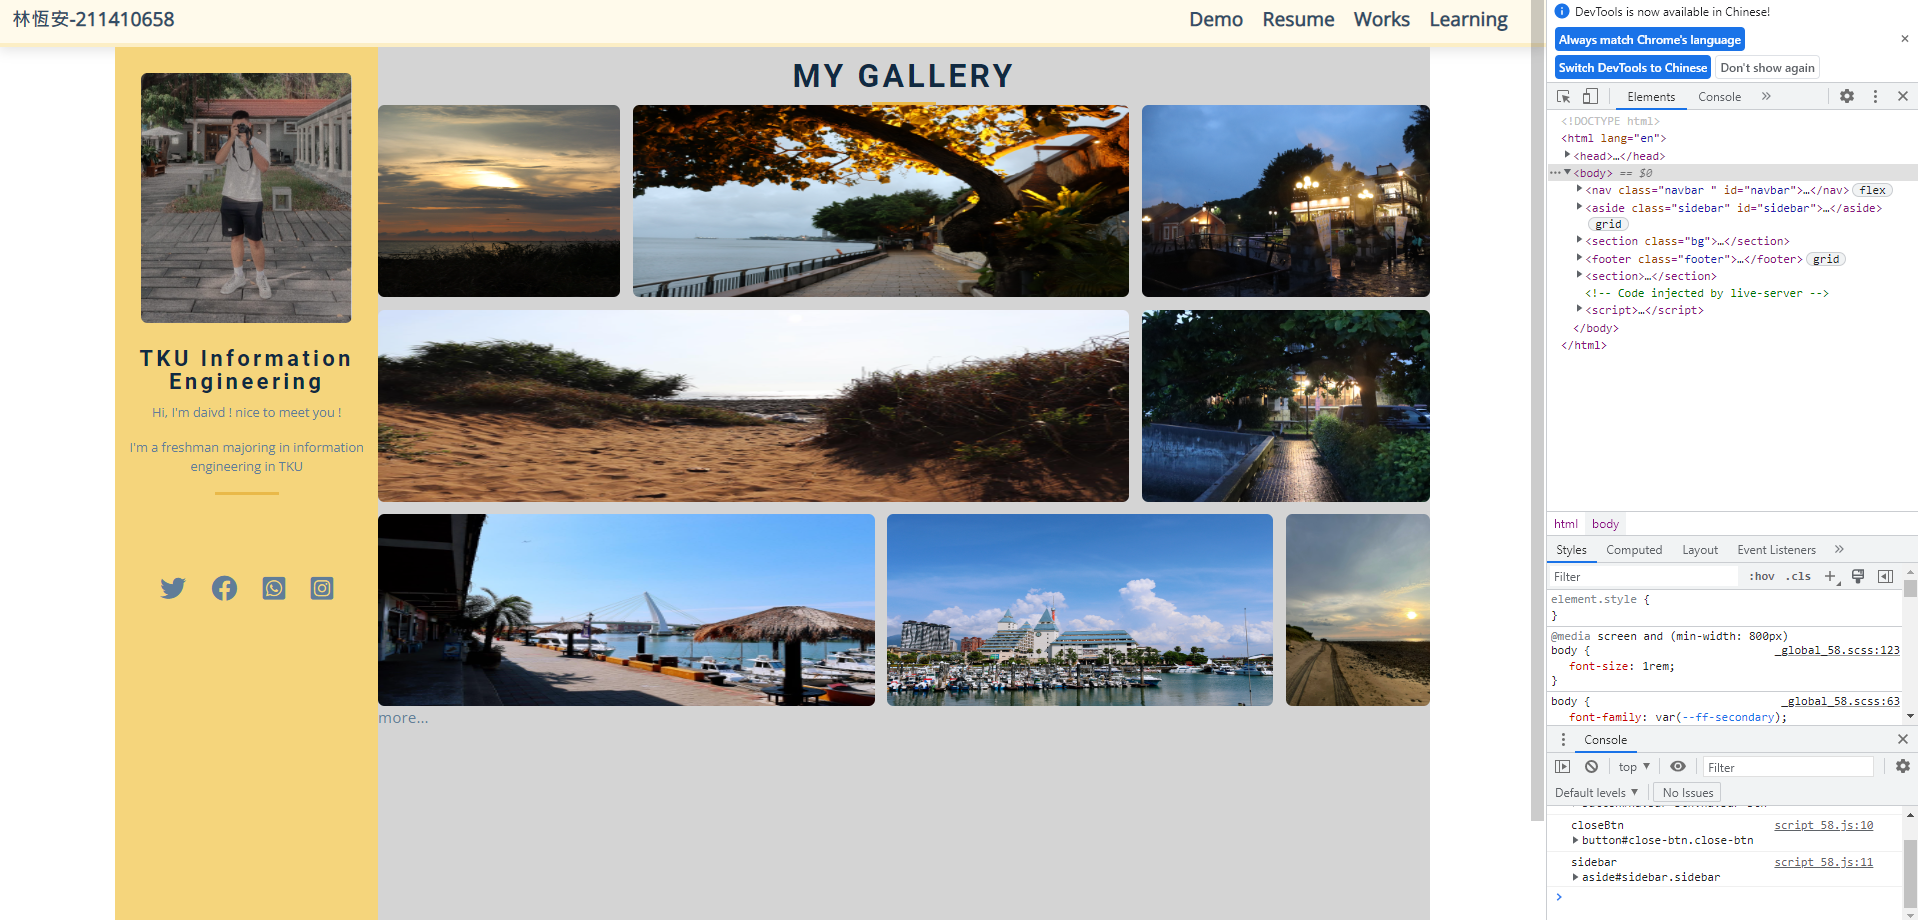 林恆安-211410658
Demo Resume Works Learning
MY GALLERY
TKU Information
Engineering
Hi, I'm daivd ! nice to meet you !
I'm a freshman majoring in information
engineering in TKU
more...
DevTools is now available in Chinese!
Always match Chrome's language
Switch DevTools to Chinese Don't show again
Elements Console
<!DOCTYPE html>
<html lang="en">
<head>…</head>
<body> == $0
<nav class="navbar " id="navbar">…</nav> flex
<aside class="sidebar" id="sidebar">…</aside>
grid
<section class="bg">…</section>
<footer class="footer">…</footer> grid
<section>…</section>
<!-- Code injected by live-server -->
<script>…</script>
</body>
</html>
html body
Styles Computed Layout Event Listeners
Filter :hov .cls
element.style {
}
@media screen and (min-width: 800px)
body { _global_58.scss:123
font-size: 1rem;
}
body { _global_58.scss:63
font-family: var(--ff-secondary);
Console
top Filter
Default levels No Issues
closeBtn script_58.js:10
button#close-btn.close-btn
sidebar script_58.js:11
aside#sidebar.sidebar